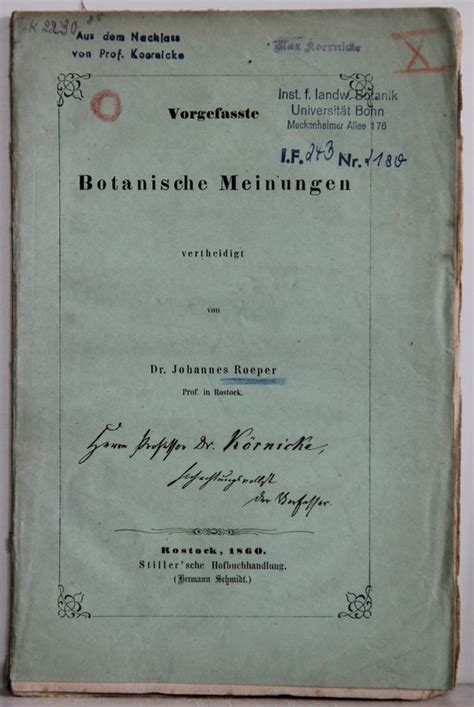 K 2230
Aus dem Nachlass
von Prof. Koernicke
Max Koernicke
Inst. f. landw. Botanik
Universität Bonn
Meckenheimer Allee 176
I.F. 243 Nr. 2180
Vorgefasste
Botanische Meinungen
vertheidigt
von
Dr. Johannes Roeper
Prof. in Rostock.
Herrn Professor Dr. Körnicke,
hochachtungsvollst
der Verfasser.
Rostock, 1860.
Stiller'sche Hofbuchhandlung.
(Hermann Schmidt.)